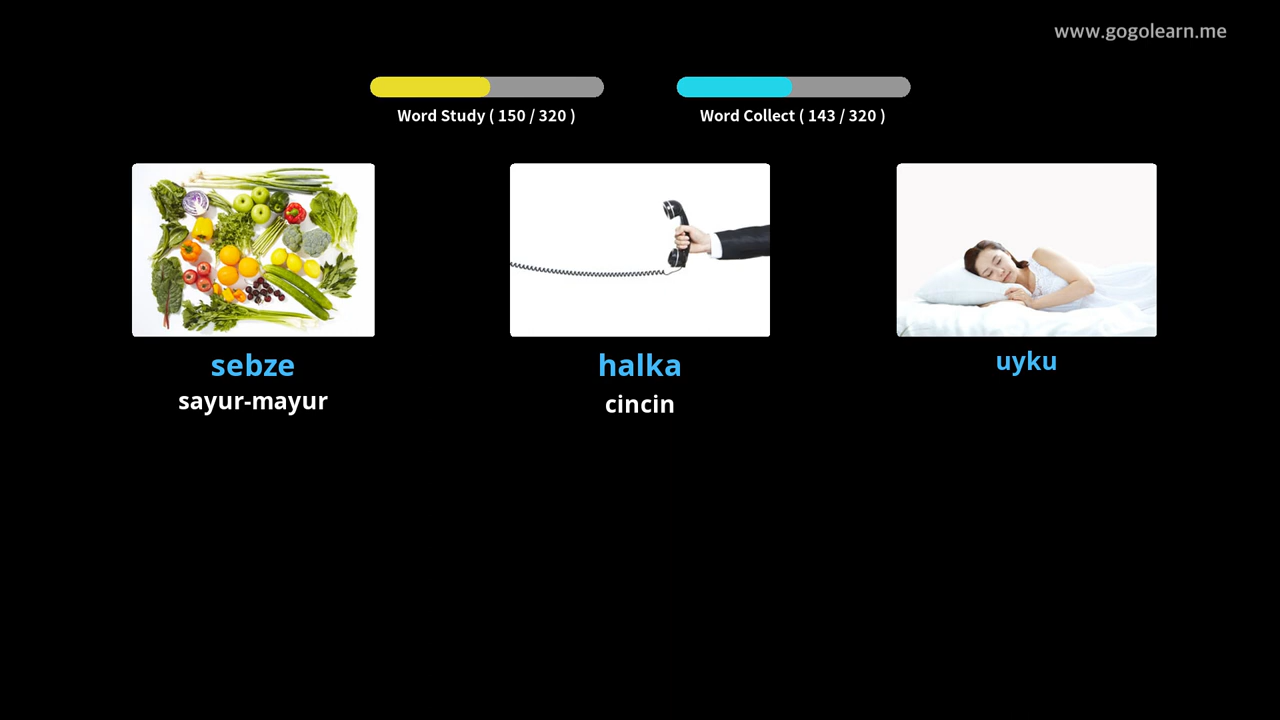 www.gogolearn.me
Word Study ( 150 / 320 )
Word Collect ( 143 / 320 )
sebze
sayur-mayur
halka
cincin
uyku